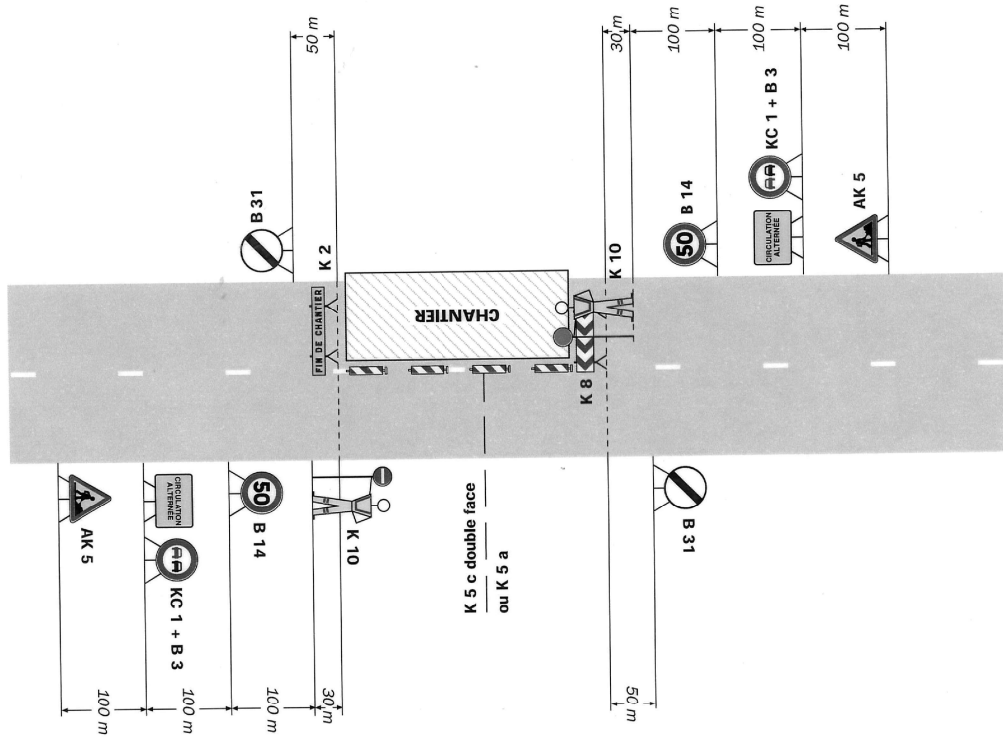 50 m
30 m
100 m
100 m
100 m
B 31
K 2
K 10
B 14
50
KC 1 + B 3
CIRCULATION
ALTERNÉE
AK 5
FIN DE CHANTIER
CHANTIER
K 8
AK 5
CIRCULATION
ALTERNÉE
KC 1 + B 3
50
B 14
K 10
K 5 c double face
ou K 5 a
B 31
100 m
100 m
100 m
30 m
50 m